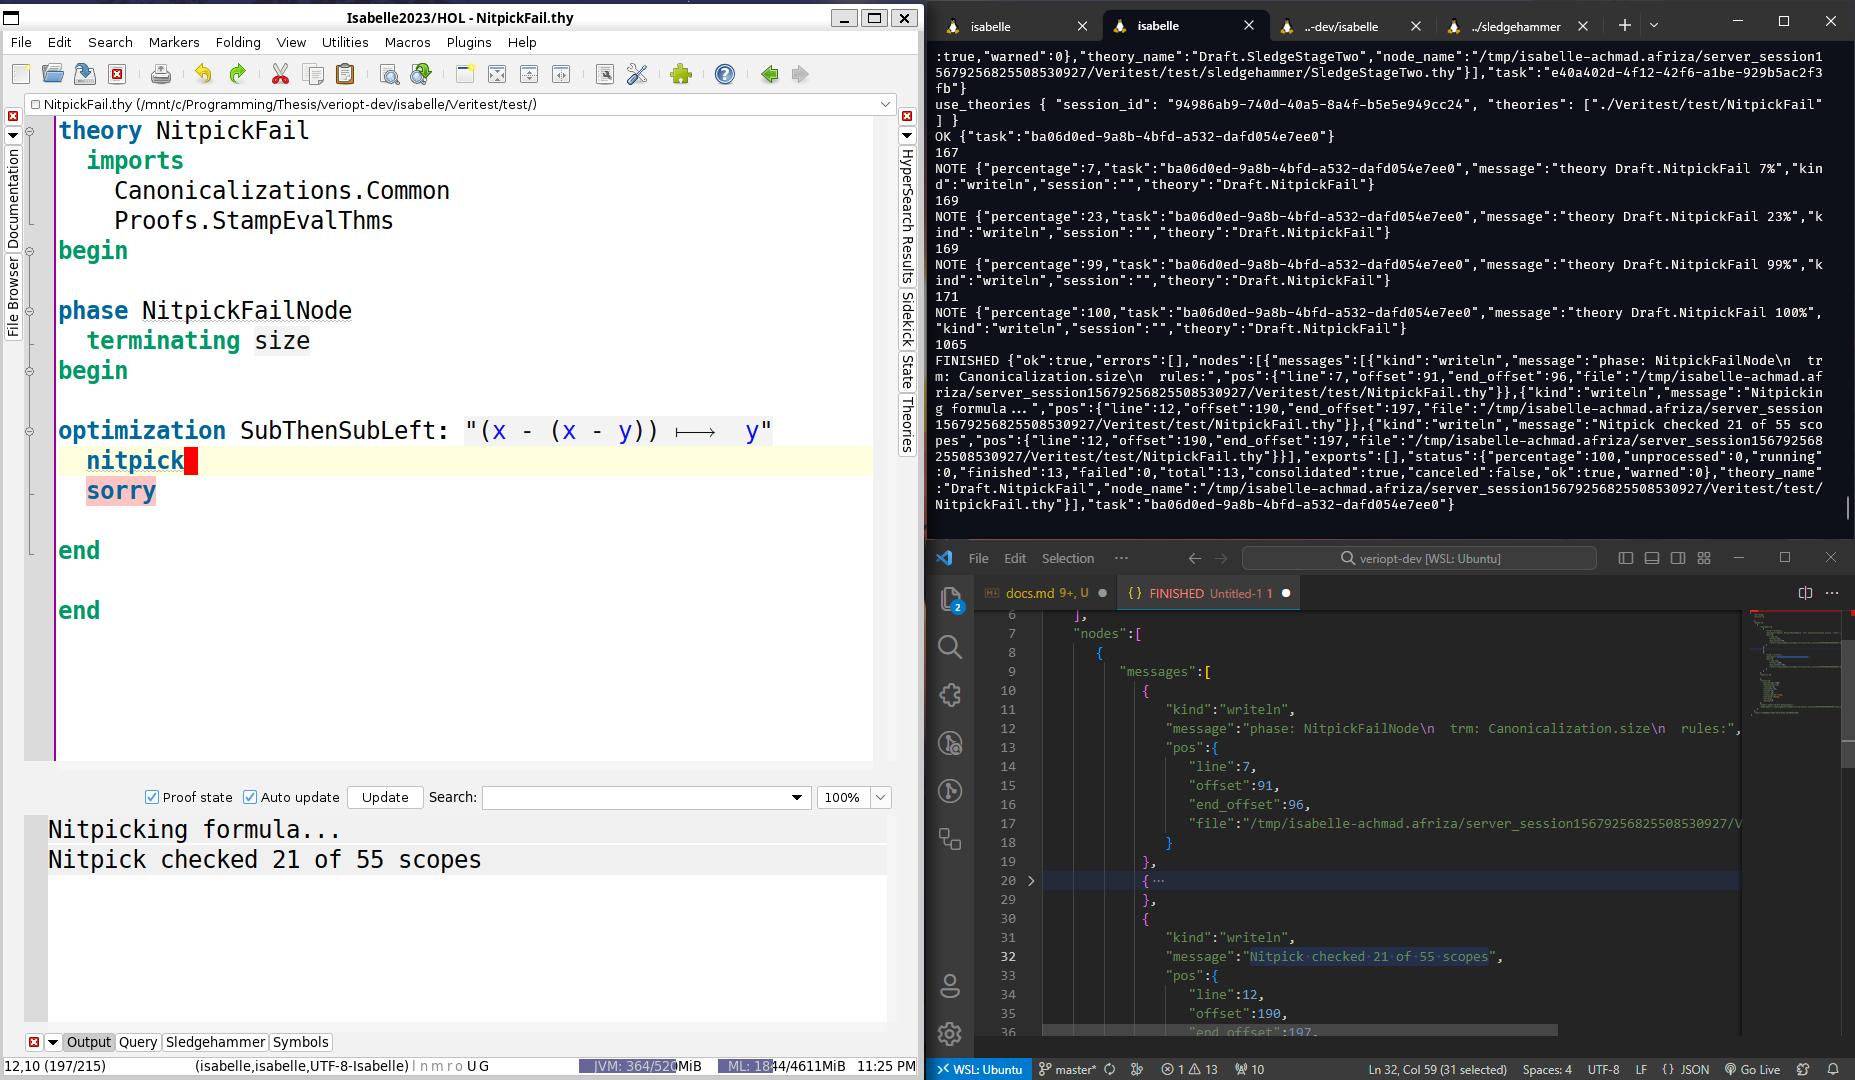 Isabelle2023/HOL - NitpickFail.thy
File Edit Search Markers Folding View Utilities Macros Plugins Help
NitpickFail.thy (/mnt/c/Programming/Thesis/veriopt-dev/isabelle/Veritest/test/)
File Browser
Documentation
theory NitpickFail
imports
Canonicalizations.Common
Proofs.StampEvalThms
begin
phase NitpickFailNode
terminating size
begin
optimization SubThenSubLeft: "(x - (x - y)) ⟼ y"
nitpick
sorry
end
end
HyperSearch Results
Sidekick
State
Theories
Proof state Auto update Update Search: 100%
Nitpicking formula...
Nitpick checked 21 of 55 scopes
Output Query Sledgehammer Symbols
12,10 (197/215) (isabelle,isabelle,UTF-8-Isabelle) l n m r o U G JVM: 364/520MiB ML: 1844/4611MiB 11:25 PM
isabelle isabelle ..-dev/isabelle ../sledgehammer
:true,"warned":0},"theory_name":"Draft.SledgeStageTwo","node_name":"/tmp/isabelle-achmad.afriza/server_session1
5679256825508530927/Veritest/test/sledgehammer/SledgeStageTwo.thy"}],"task":"e40a402d-4f12-42f6-a1be-929b5ac2f3
fb"}
use_theories { "session_id": "94986ab9-740d-40a5-8a4f-b5e5e949cc24", "theories": ["./Veritest/test/NitpickFail"
] }
OK {"task":"ba06d0ed-9a8b-4bfd-a532-dafd054e7ee0"}
167
NOTE {"percentage":7,"task":"ba06d0ed-9a8b-4bfd-a532-dafd054e7ee0","message":"theory Draft.NitpickFail 7%","kin
d":"writeln","session":"","theory":"Draft.NitpickFail"}
169
NOTE {"percentage":23,"task":"ba06d0ed-9a8b-4bfd-a532-dafd054e7ee0","message":"theory Draft.NitpickFail 23%","k
ind":"writeln","session":"","theory":"Draft.NitpickFail"}
169
NOTE {"percentage":99,"task":"ba06d0ed-9a8b-4bfd-a532-dafd054e7ee0","message":"theory Draft.NitpickFail 99%","k
ind":"writeln","session":"","theory":"Draft.NitpickFail"}
171
NOTE {"percentage":100,"task":"ba06d0ed-9a8b-4bfd-a532-dafd054e7ee0","message":"theory Draft.NitpickFail 100%",
"kind":"writeln","session":"","theory":"Draft.NitpickFail"}
1065
FINISHED {"ok":true,"errors":[],"nodes":[{"messages":[{"kind":"writeln","message":"phase: NitpickFailNode\n  tr
m: Canonicalization.size\n  rules:","pos":{"line":7,"offset":91,"end_offset":96,"file":"/tmp/isabelle-achmad.af
riza/server_session15679256825508530927/Veritest/test/NitpickFail.thy"}},{"kind":"writeln","message":"Nitpickin
g formula...","pos":{"line":12,"offset":190,"end_offset":197,"file":"/tmp/isabelle-achmad.afriza/server_session
15679256825508530927/Veritest/test/NitpickFail.thy"}},{"kind":"writeln","message":"Nitpick checked 21 of 55 sco
pes","pos":{"line":12,"offset":190,"end_offset":197,"file":"/tmp/isabelle-achmad.afriza/server_session156792568
25508530927/Veritest/test/NitpickFail.thy"}}],"exports":[],"status":{"percentage":100,"unprocessed":0,"running"
:0,"finished":13,"failed":0,"total":13,"consolidated":true,"canceled":false,"ok":true,"warned":0},"theory_name"
:"Draft.NitpickFail","node_name":"/tmp/isabelle-achmad.afriza/server_session15679256825508530927/Veritest/test/
NitpickFail.thy"}],"task":"ba06d0ed-9a8b-4bfd-a532-dafd054e7ee0"}
File Edit Selection ··· veriopt-dev [WSL: Ubuntu]
docs.md 9+, U {} FINISHED Untitled-1 1
2
6 ],
7 "nodes":[
8 {
9 "messages":[
10 {
11 "kind":"writeln",
12 "message":"phase: NitpickFailNode\n  trm: Canonicalization.size\n  rules:",
13 "pos":{
14 "line":7,
15 "offset":91,
16 "end_offset":96,
17 "file":"/tmp/isabelle-achmad.afriza/server_session15679256825508530927/V
18 }
19 },
20 { ···
29 },
30 {
31 "kind":"writeln",
32 "message":"Nitpick checked 21 of 55 scopes",
33 "pos":{
34 "line":12,
35 "offset":190,
36 "end_offset":197,
WSL: Ubuntu master* 1 13 10 Ln 32, Col 59 (31 selected) Spaces: 4 UTF-8 LF {} JSON Go Live